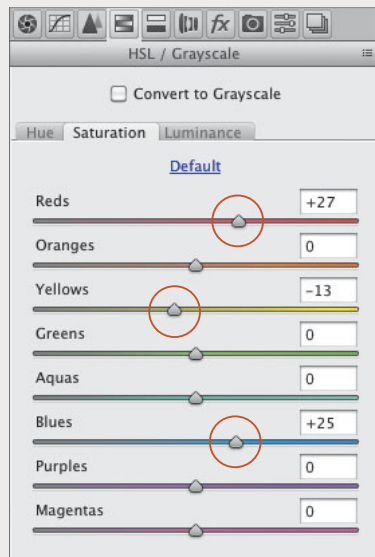 fx
HSL / Grayscale
Convert to Grayscale
Hue Saturation Luminance
Default
Reds +27
Oranges 0
Yellows -13
Greens 0
Aquas 0
Blues +25
Purples 0
Magentas 0